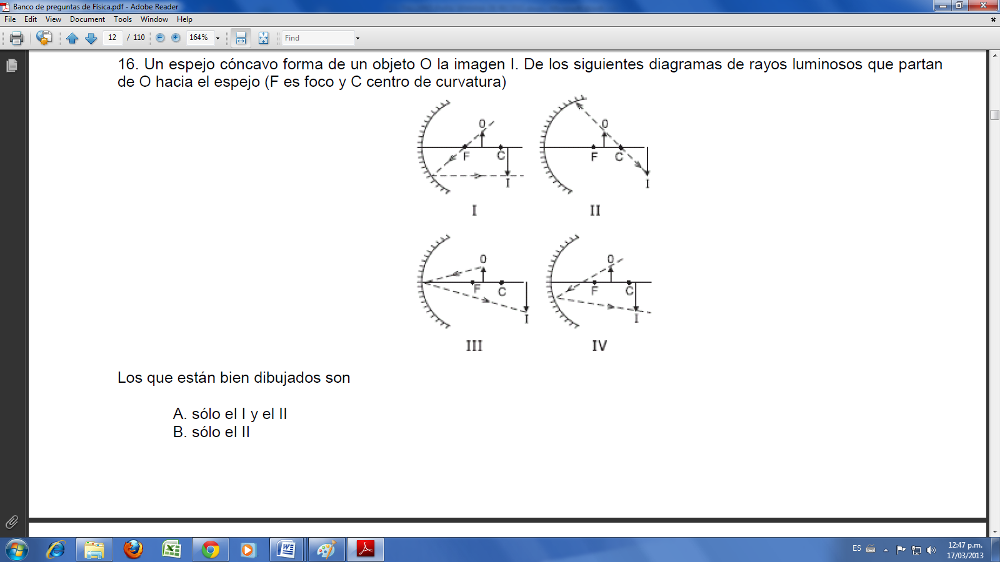 Banco de preguntas de Física.pdf - Adobe Reader
File Edit View Document Tools Window Help
12 / 110 164% Find
16. Un espejo cóncavo forma de un objeto O la imagen I. De los siguientes diagramas de rayos luminosos que partan
de O hacia el espejo (F es foco y C centro de curvatura)
O O
F C F C
I I
I II
O O
F C F C
I I
III IV
Los que están bien dibujados son
A. sólo el I y el II
B. sólo el II
ES 12:47 p.m.
17/03/2013